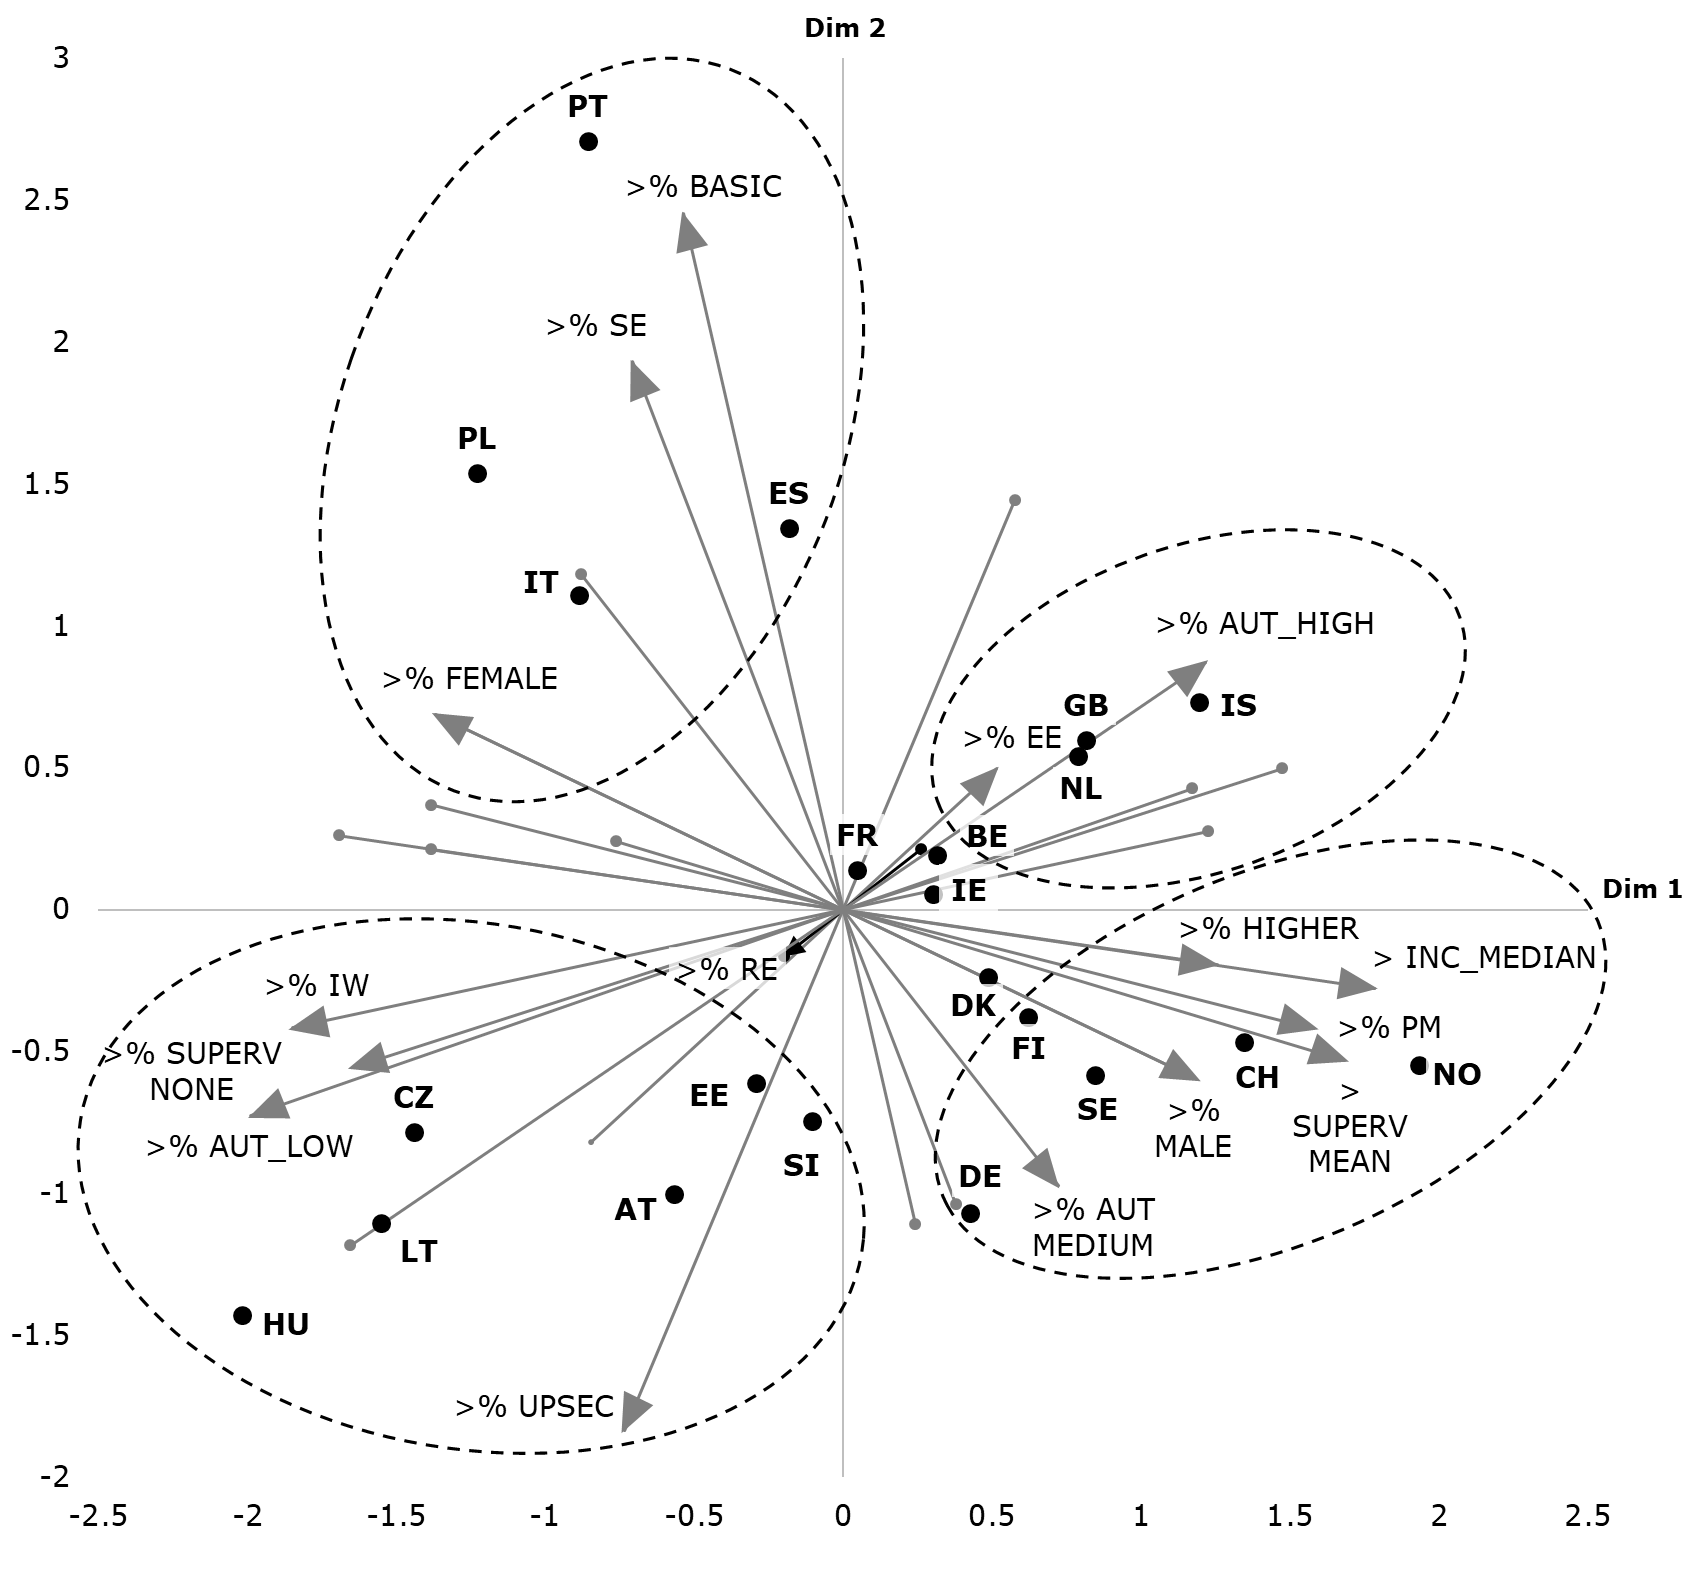 Dim 2
3
PT
>% BASIC
2.5
>% SE
2
PL
ES
1.5
IT
1
>% AUT_HIGH
>% FEMALE
GB
IS
>% EE
0.5
NL
FR
BE
IE
Dim 1
0
>% HIGHER
> INC_MEDIAN
>% RE
>% IW
DK
>% PM
-0.5
FI
>% SUPERV
NONE
CH
NO
CZ
EE
SE
>
SUPERV
MEAN
>%
MALE
>% AUT_LOW
SI
DE
-1
AT
>% AUT
MEDIUM
LT
HU
-1.5
>% UPSEC
-2
-2.5
-2
-1.5
-1
-0.5
0
0.5
1
1.5
2
2.5